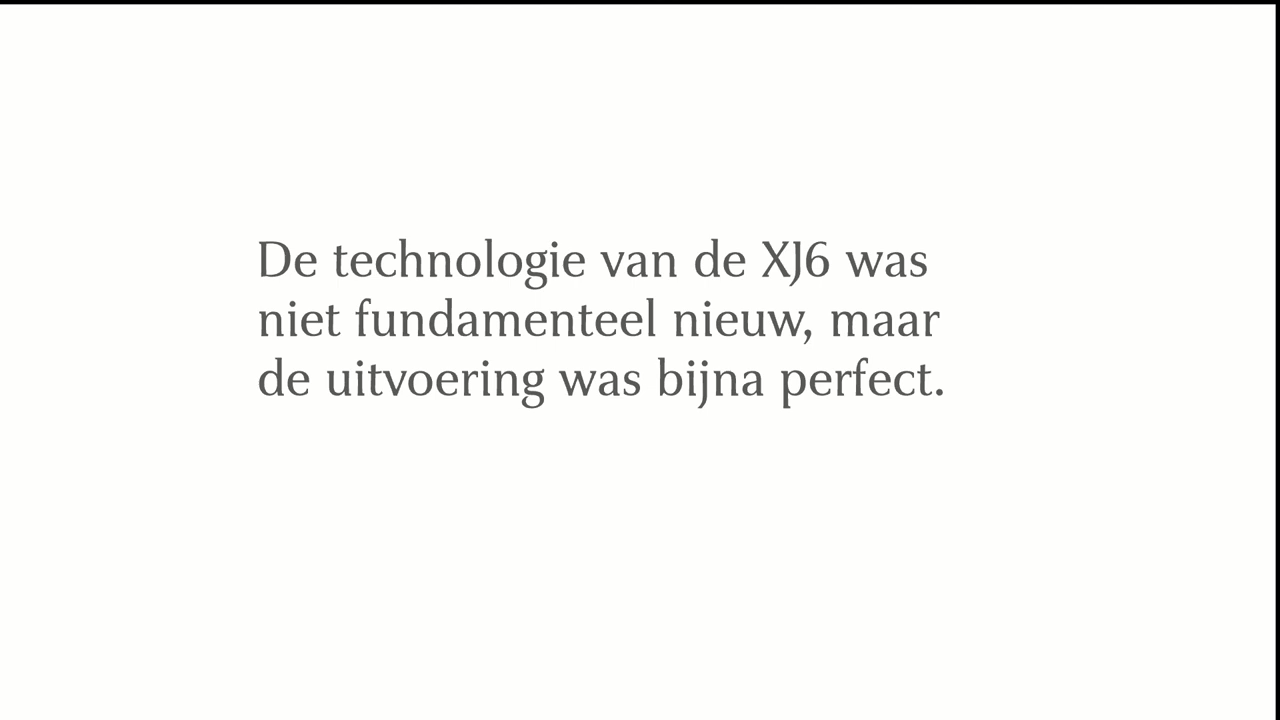 De technologie van de XJ6 was
niet fundamenteel nieuw, maar
de uitvoering was bijna perfect.